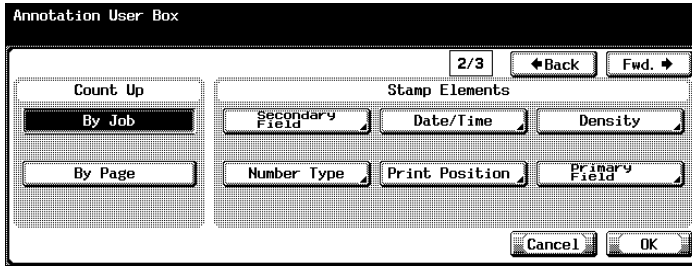 Annotation User Box
2/3
←Back
Fwd. →
Count Up
Stamp Elements
By Job
Secondary
Field
Date/Time
Density
By Page
Number Type
Print Position
Primary
Field
Cancel
OK